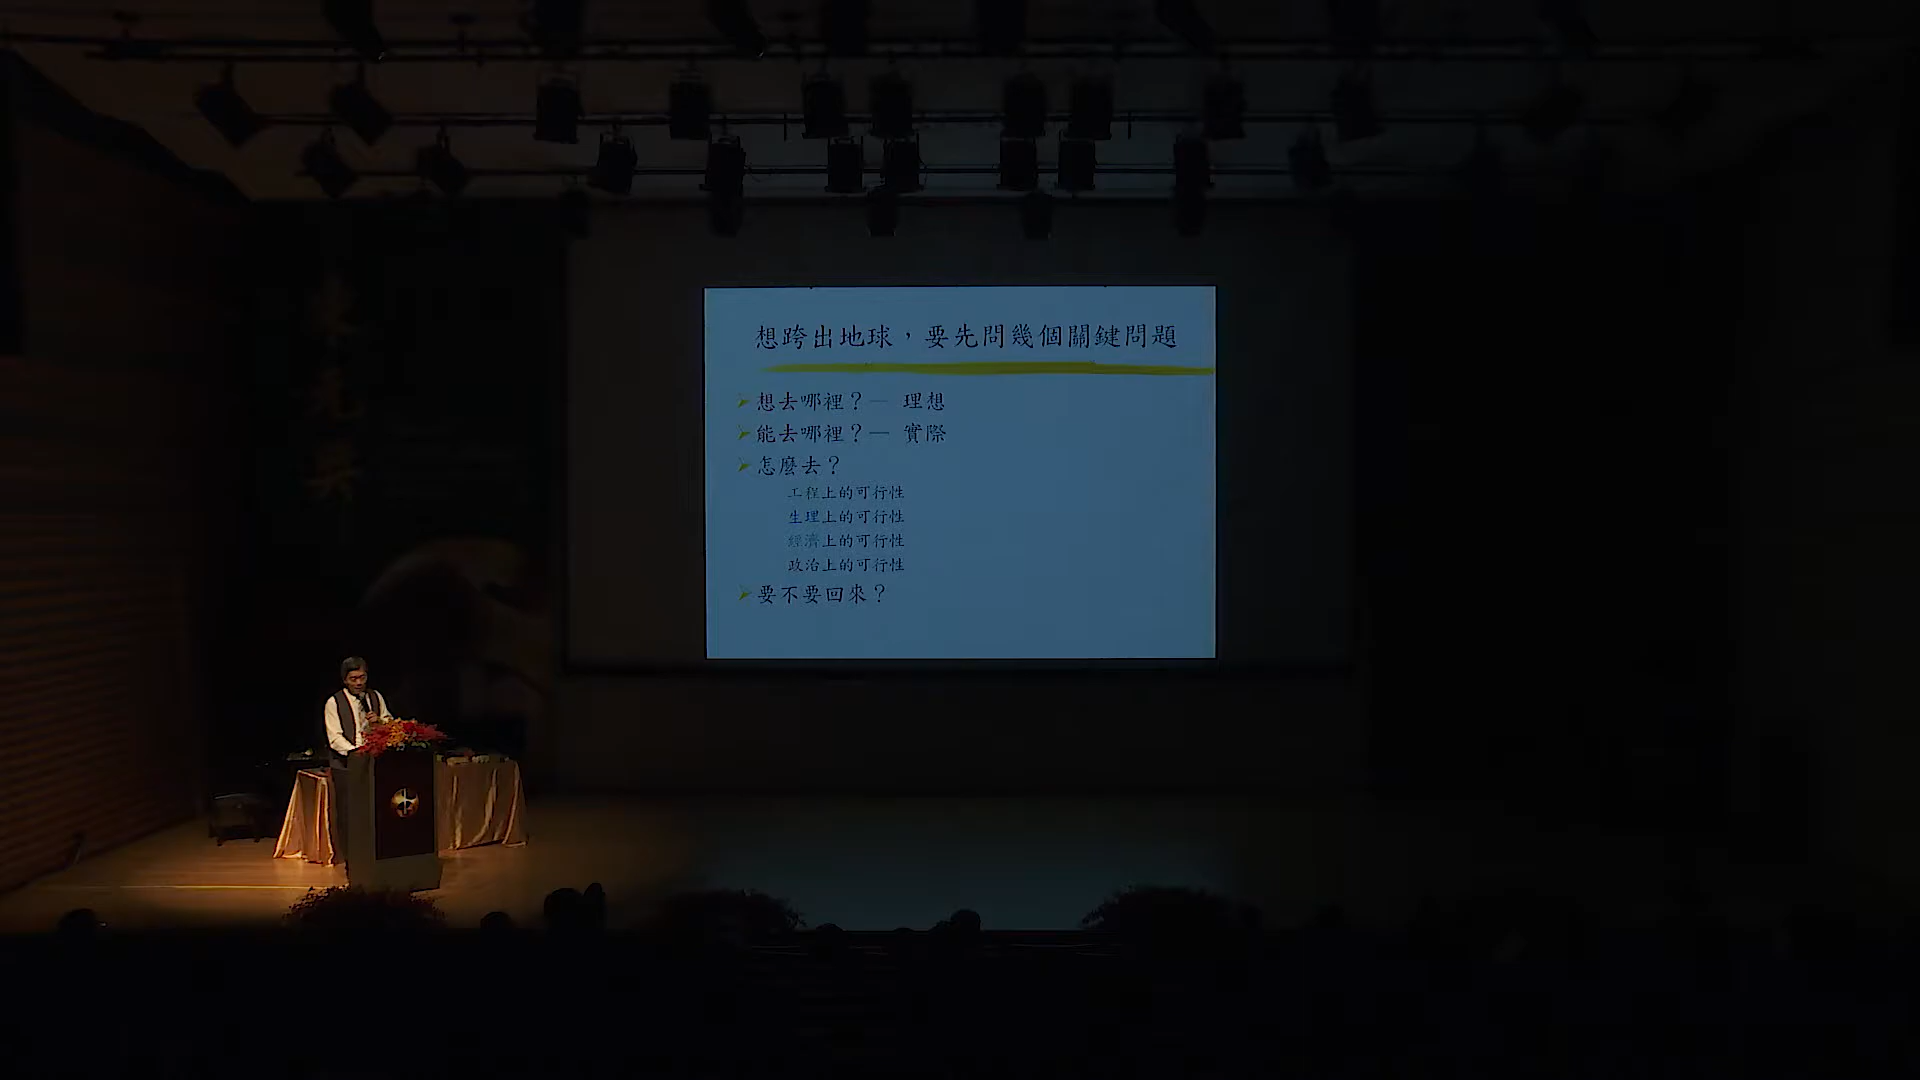 想跨出地球，要先問幾個關鍵問題
想去哪裡？— 理想
能去哪裡？— 實際
怎麼去？
工程上的可行性
生理上的可行性
經濟上的可行性
政治上的可行性
要不要回來？